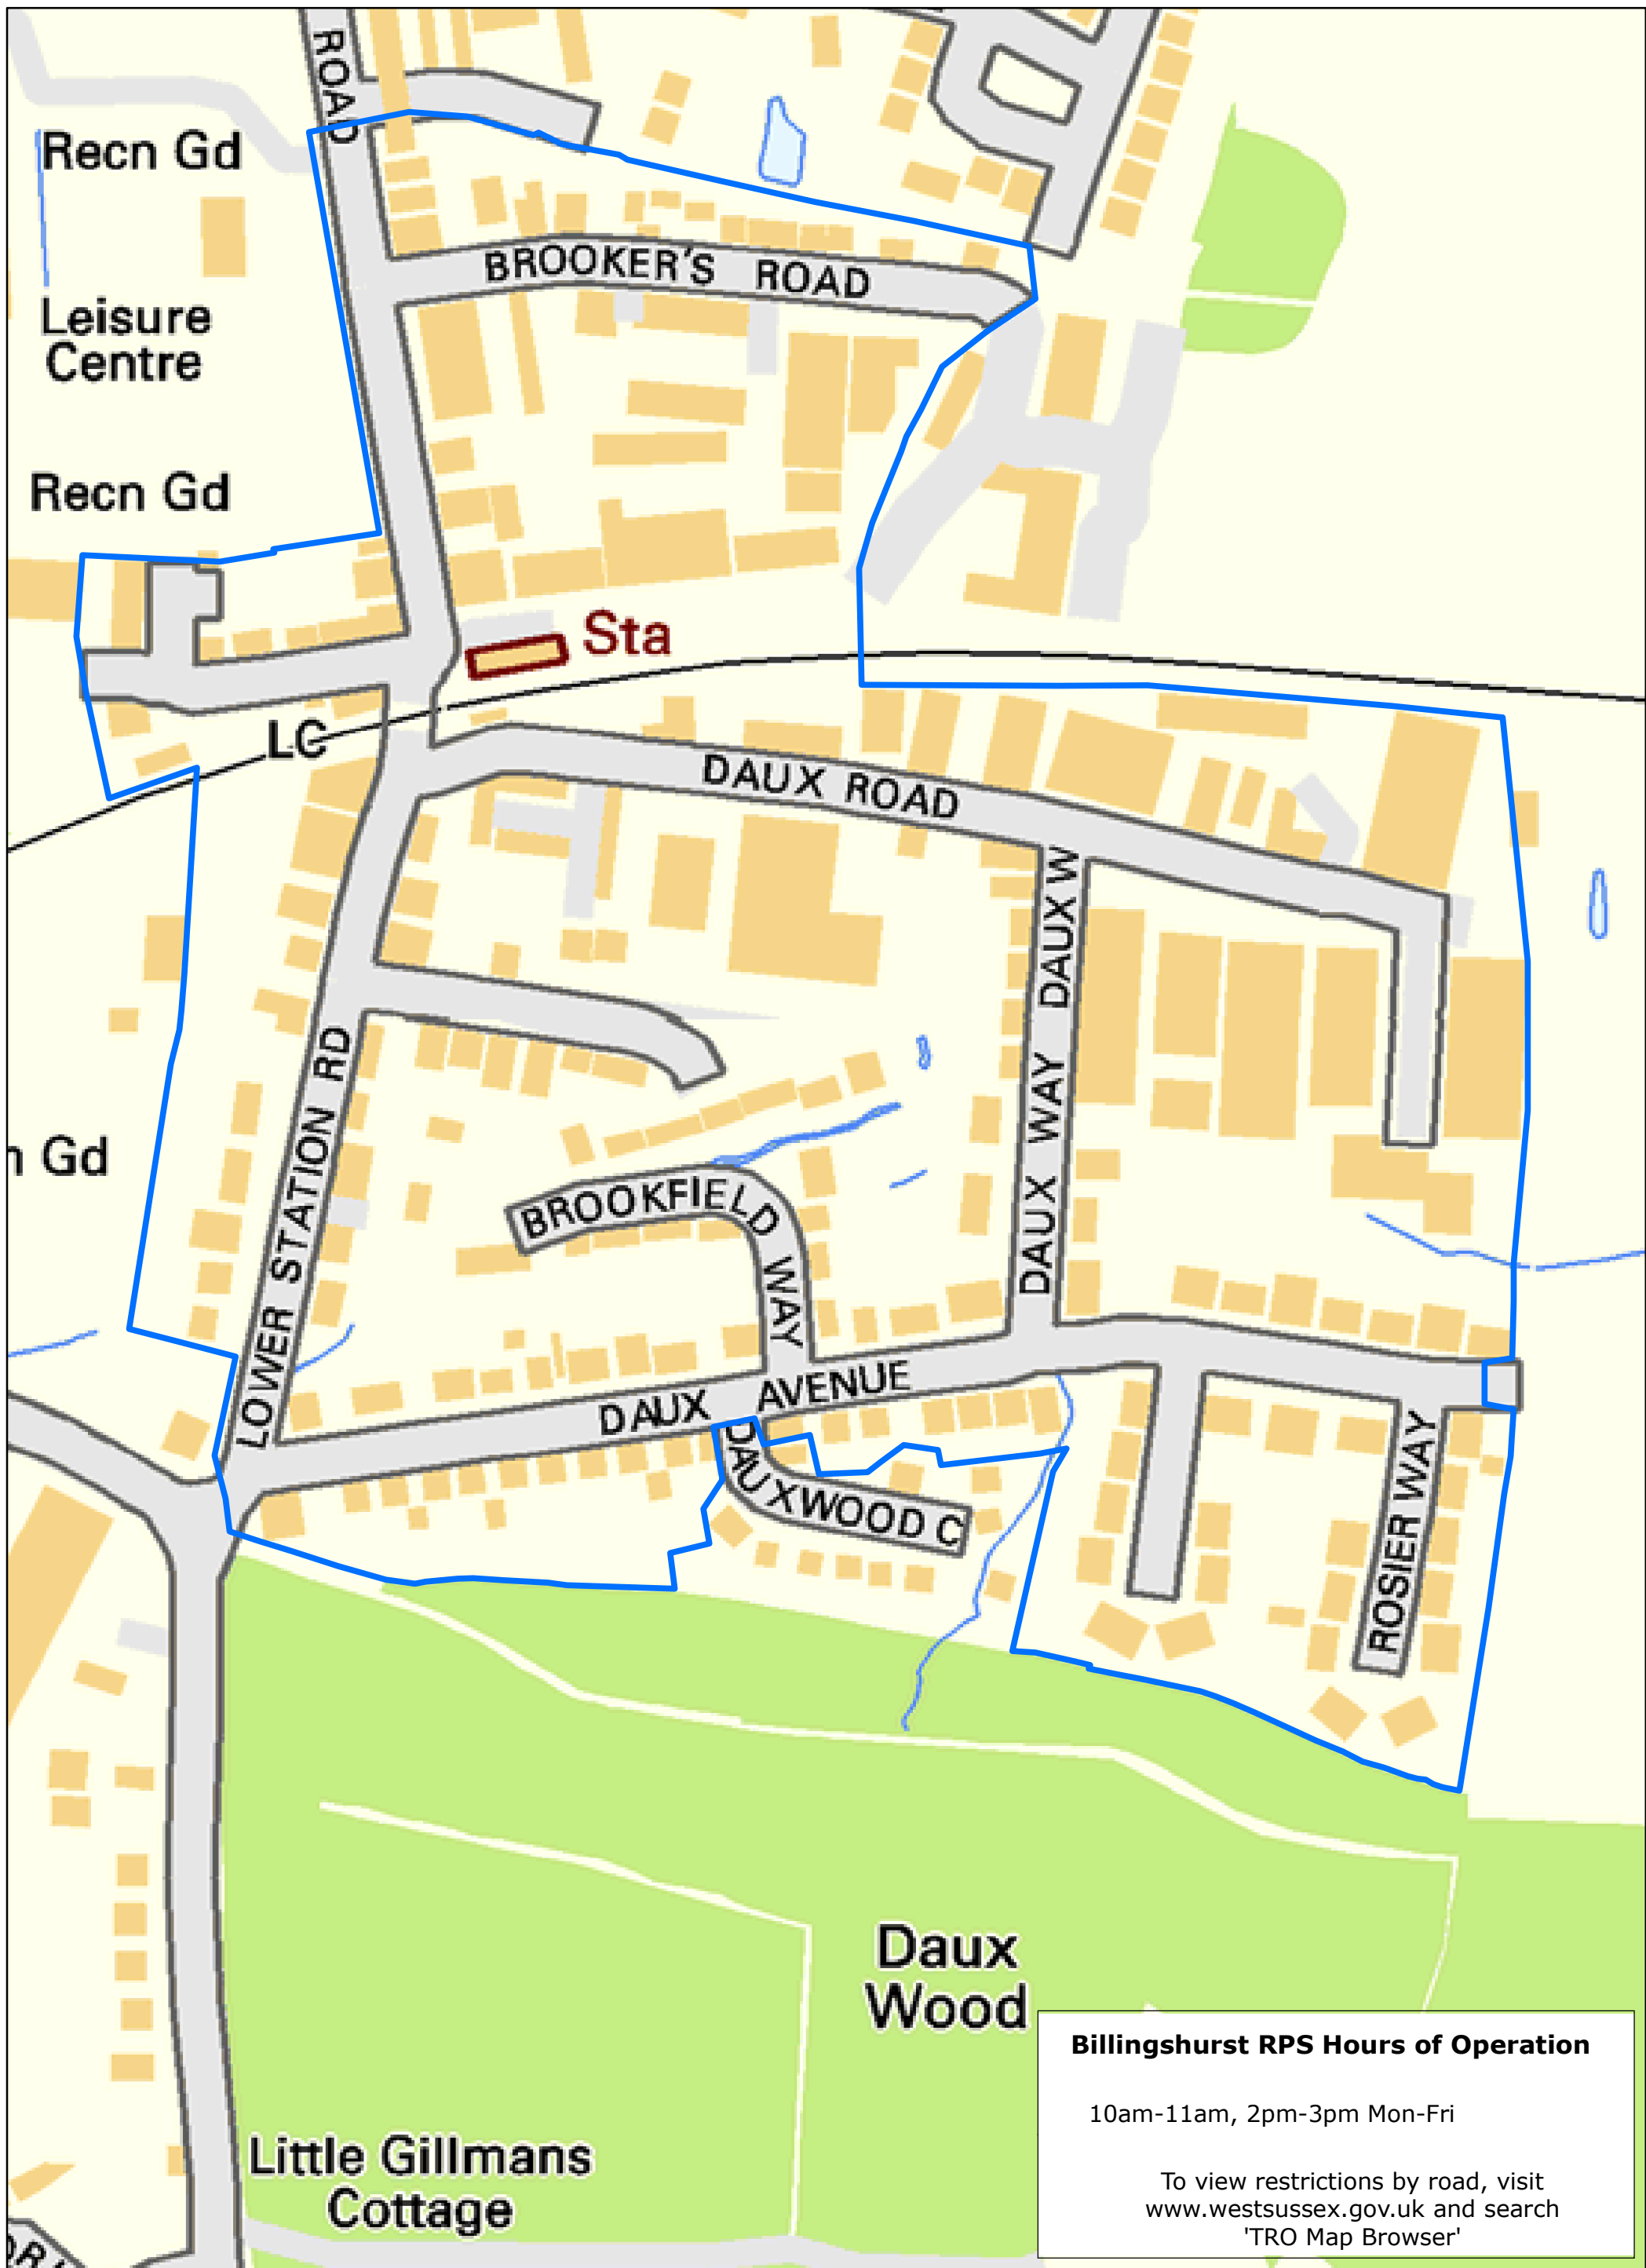 ROAD
Recn Gd
BROOKER'S ROAD
Leisure
Centre
Recn Gd
Sta
LC
DAUX ROAD
DAUX W
DAUX WAY
DAUX WAY
LOWER STATION RD
n Gd
BROOKFIELD WAY
DAUX AVENUE
DAUXWOOD C
ROSIER WAY
Daux
Wood
Little Gillmans
Cottage
Billingshurst RPS Hours of Operation
10am-11am, 2pm-3pm Mon-Fri
To view restrictions by road, visit
www.westsussex.gov.uk and search
'TRO Map Browser'